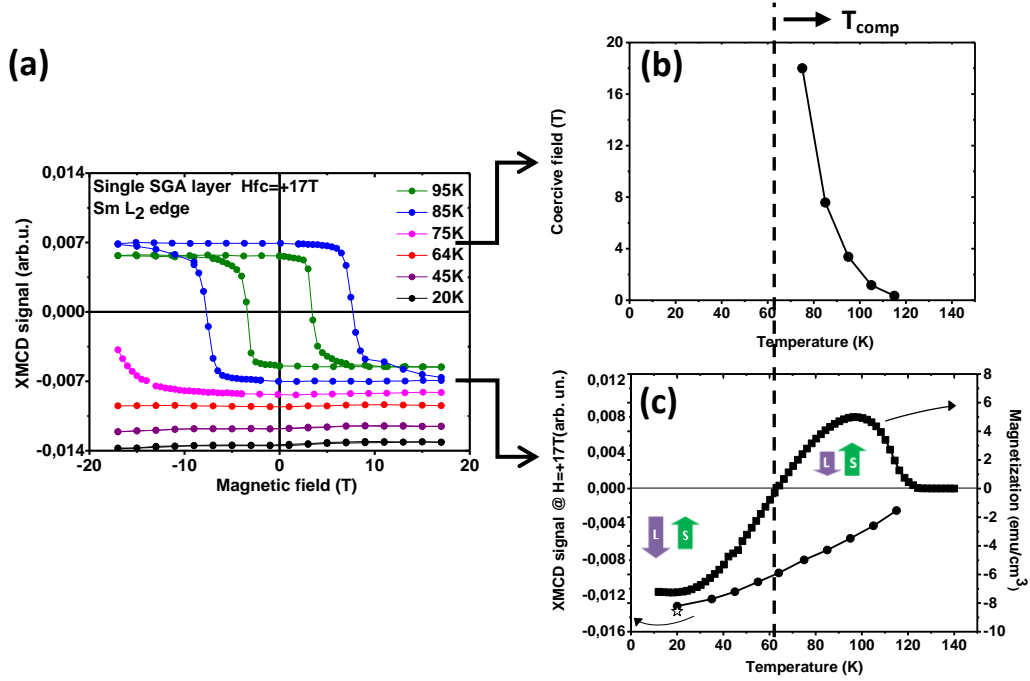 (a)
Single SGA layer Hfc=+17T
Sm L2 edge
95K
85K
75K
64K
45K
20K
0,014
0,007
0,000
-0,007
-0,014
XMCD signal (arb.u.)
-20
-10
0
10
20
Magnetic field (T)
Tcomp
(b)
20
16
12
8
4
0
Coercive field (T)
0
20
40
60
80
100
120
140
Temperature (K)
(c)
0,012
0,008
0,004
0,000
-0,004
-0,008
-0,012
-0,016
XMCD signal @ H=+17T(arb. un.)
8
6
4
2
0
-2
-4
-6
-8
-10
Magnetization (emu/cm3)
L
S
L
S
0
20
40
60
80
100
120
140
Temperature (K)